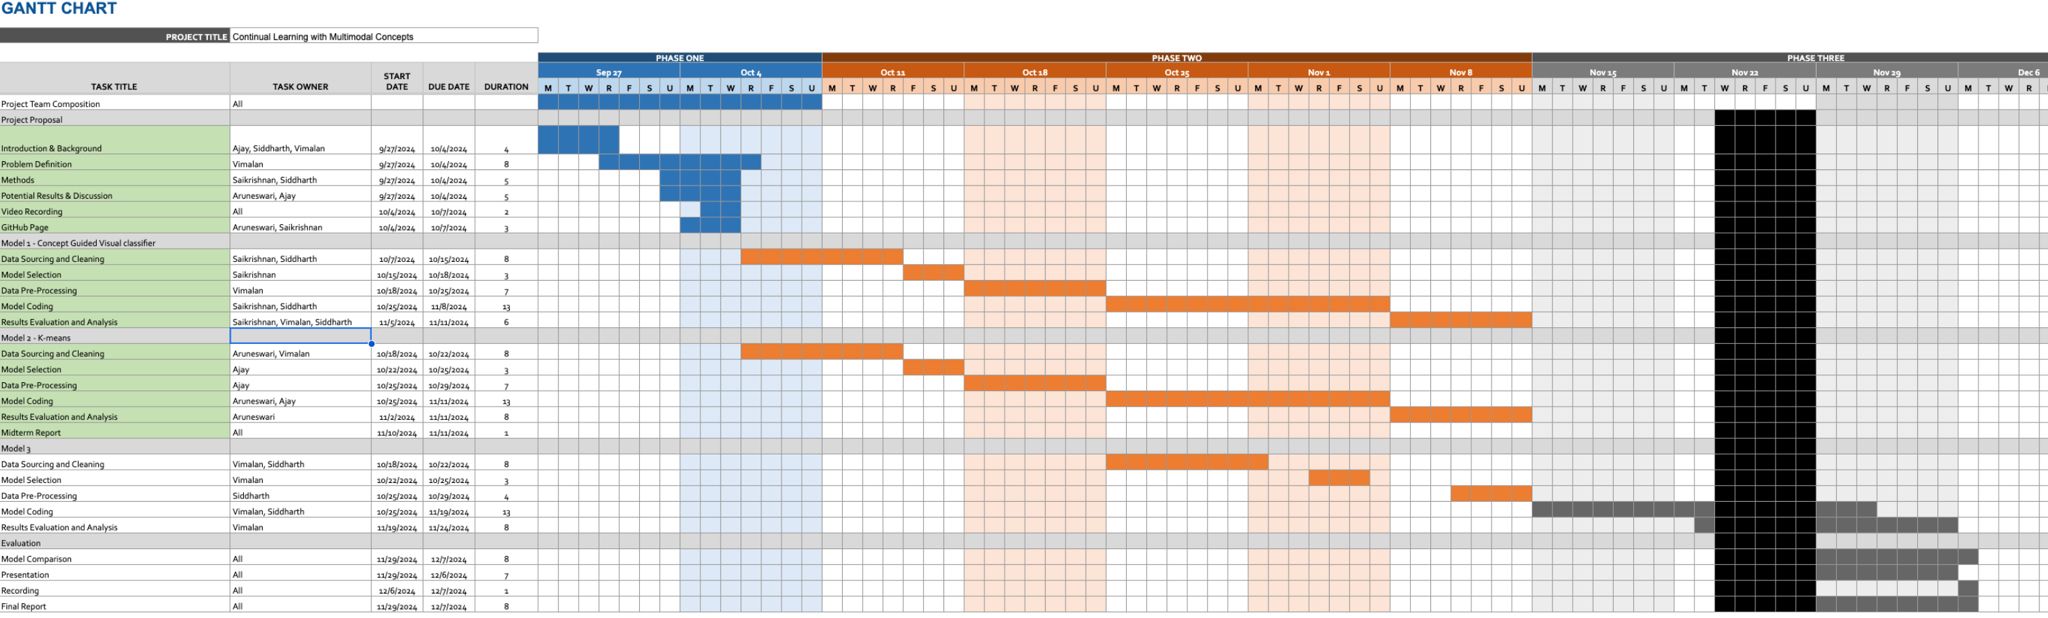 GANTT CHART
PROJECT TITLE Continual Learning with Multimodal Concepts
PHASE ONE PHASE TWO PHASE THREE
Sep 27 Oct 4 Oct 11 Oct 18 Oct 25 Nov 1 Nov 8 Nov 15 Nov 22 Nov 29 Dec 6
TASK TITLE TASK OWNER START DATE DUE DATE DURATION M T W R F S U M T W R F S U M T W R F S U M T W R F S U M T W R F S U M T W R F S U M T W R F S U M T W R F S U M T W R F S U M T W R F S U M T W R
Project Team Composition All
Project Proposal
Introduction & Background Ajay, Siddharth, Vimalan 9/27/2024 10/4/2024 4
Problem Definition Vimalan 9/27/2024 10/4/2024 8
Methods Saikrishnan, Siddharth 9/27/2024 10/4/2024 5
Potential Results & Discussion Aruneswari, Ajay 9/27/2024 10/4/2024 5
Video Recording All 10/4/2024 10/7/2024 2
GitHub Page Aruneswari, Saikrishnan 10/4/2024 10/7/2024 3
Model 1 - Concept Guided Visual classifier
Data Sourcing and Cleaning Saikrishnan, Siddharth 10/7/2024 10/15/2024 8
Model Selection Saikrishnan 10/15/2024 10/18/2024 3
Data Pre-Processing Vimalan 10/18/2024 10/25/2024 7
Model Coding Saikrishnan, Siddharth 10/25/2024 11/8/2024 13
Results Evaluation and Analysis Saikrishnan, Vimalan, Siddharth 11/5/2024 11/11/2024 6
Model 2 - K-means
Data Sourcing and Cleaning Aruneswari, Vimalan 10/18/2024 10/22/2024 8
Model Selection Ajay 10/22/2024 10/25/2024 3
Data Pre-Processing Ajay 10/25/2024 10/29/2024 7
Model Coding Aruneswari, Ajay 10/25/2024 11/11/2024 13
Results Evaluation and Analysis Aruneswari 11/2/2024 11/11/2024 8
Midterm Report All 11/10/2024 11/11/2024 1
Model 3
Data Sourcing and Cleaning Vimalan, Siddharth 10/18/2024 10/22/2024 8
Model Selection Vimalan 10/22/2024 10/25/2024 3
Data Pre-Processing Siddharth 10/25/2024 10/29/2024 4
Model Coding Vimalan, Siddharth 10/25/2024 11/19/2024 13
Results Evaluation and Analysis Vimalan 11/19/2024 11/24/2024 8
Evaluation
Model Comparison All 11/29/2024 12/7/2024 8
Presentation All 11/29/2024 12/6/2024 7
Recording All 12/6/2024 12/7/2024 1
Final Report All 11/29/2024 12/7/2024 8